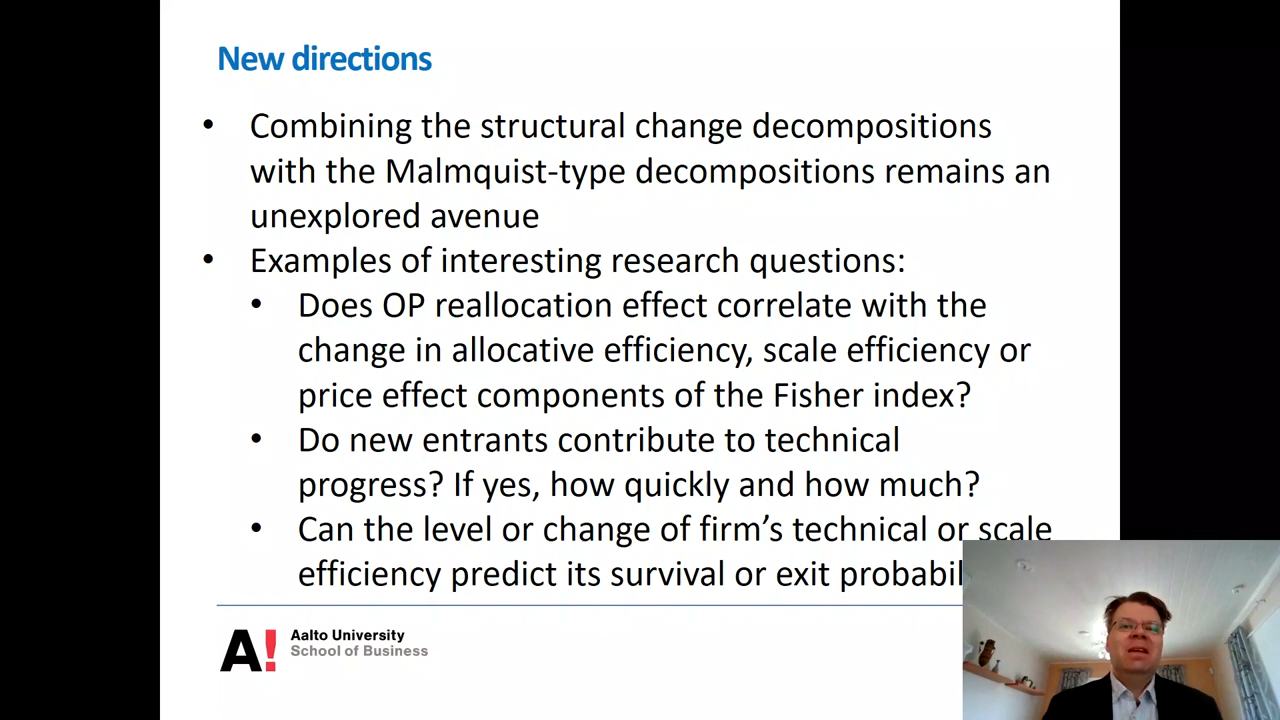 New directions
• Combining the structural change decompositions
with the Malmquist-type decompositions remains an
unexplored avenue
• Examples of interesting research questions:
• Does OP reallocation effect correlate with the
change in allocative efficiency, scale efficiency or
price effect components of the Fisher index?
• Do new entrants contribute to technical
progress? If yes, how quickly and how much?
• Can the level or change of firm's technical or scale
efficiency predict its survival or exit
A! Aalto University
School of Business